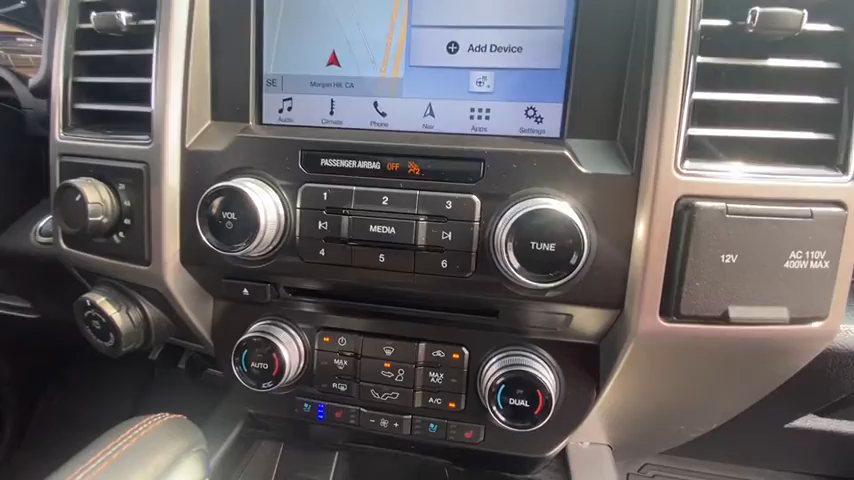 Add Device
SE
Morgan Hill, CA
Audio
Climate
Phone
Nav
Apps
Settings
PASSENGER AIRBAG OFF
VOL
1 2 3
MEDIA
4 5 6
TUNE
12V
AC 110V
400W MAX
AUTO
MAX
R
MAX
A/C
A/C
DUAL